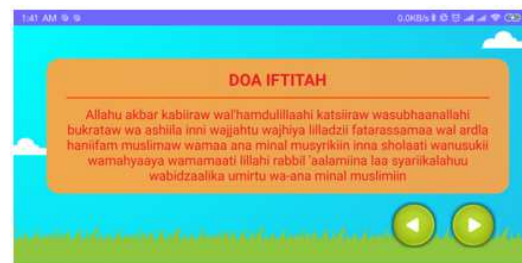 1:41 AM
0.0KB/s
DOA IFTITAH
Allahu akbar kabiiraw wal'hamdulillaahi katsiiraw wasubhaanallahi
bukrataw wa ashiila inni wajjahtu wajhiya lilladzii fatarassamaa wal ardla
haniifam muslimaw wamaa ana minal musyrikiin inna sholaati wanusukii
wamahyaaya wamamaati lillahi rabbil 'aalamiina laa syariikalahuu
wabidzaalika umirtu wa-ana minal muslimiin